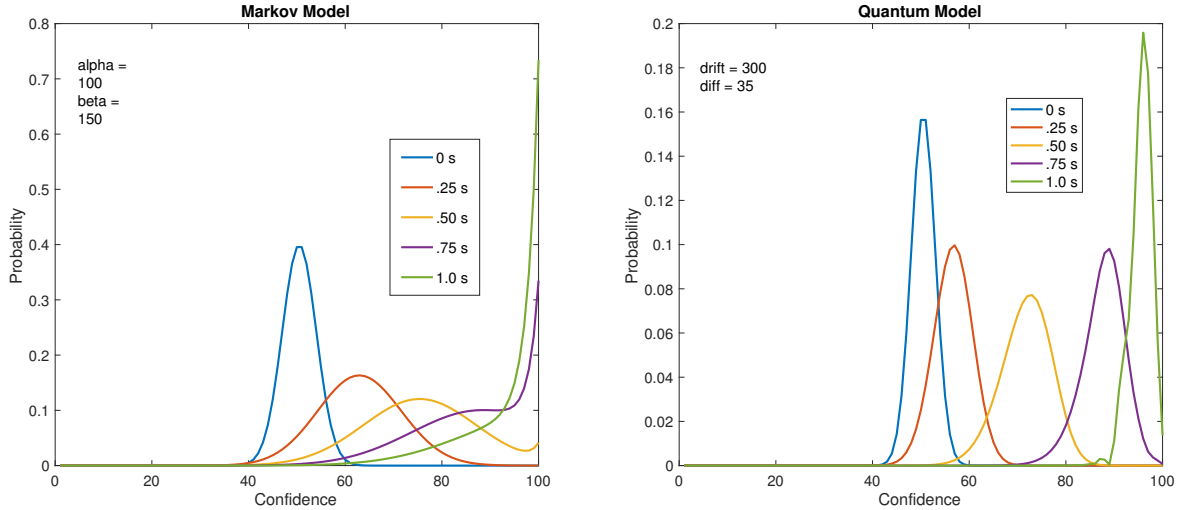 Markov Model
0.8
0.7
0.6
0.5
0.4
0.3
0.2
0.1
0
Probability
alpha =
100
beta =
150
0 s
.25 s
.50 s
.75 s
1.0 s
0 20 40 60 80 100
Confidence
Quantum Model
0.2
0.18
0.16
0.14
0.12
0.1
0.08
0.06
0.04
0.02
0
Probability
drift = 300
diff = 35
0 s
.25 s
.50 s
.75 s
1.0 s
0 20 40 60 80 100
Confidence